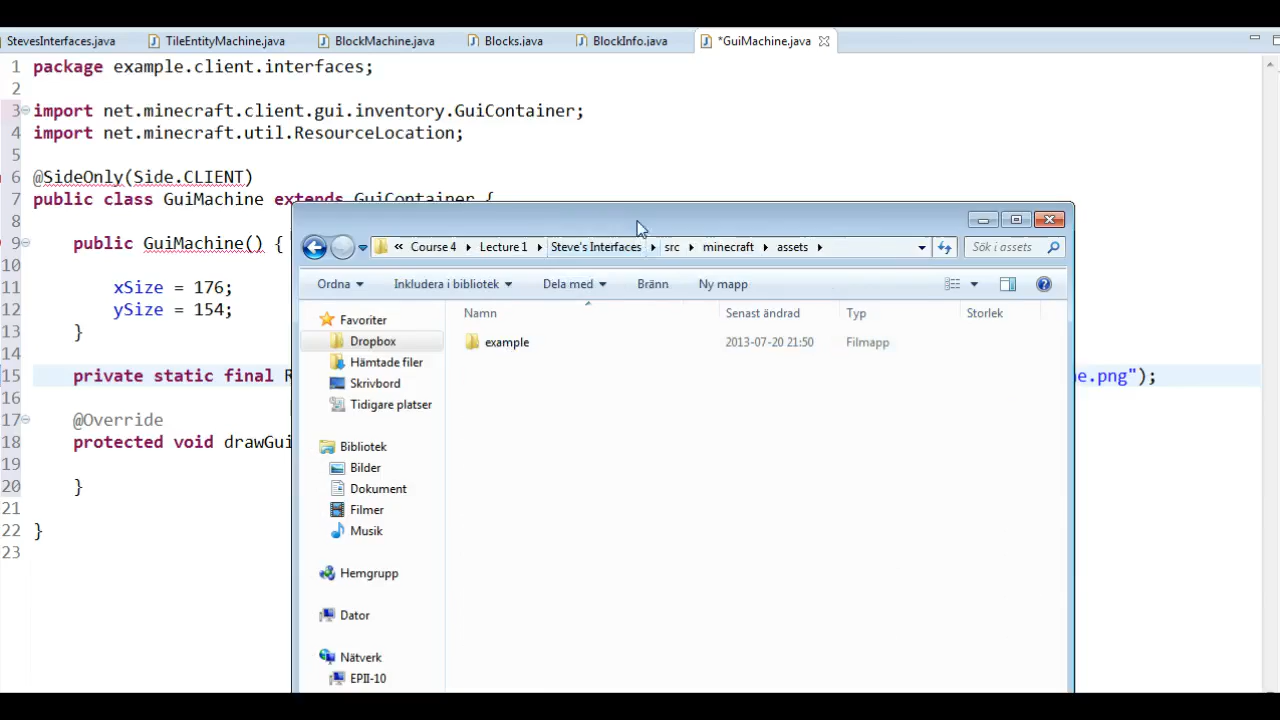 StevesInterfaces.java TileEntityMachine.java BlockMachine.java Blocks.java BlockInfo.java *GuiMachine.java
1 package example.client.interfaces;
2
3 import net.minecraft.client.gui.inventory.GuiContainer;
4 import net.minecraft.util.ResourceLocation;
5
6 @SideOnly(Side.CLIENT)
7 public class GuiMachine extends GuiContainer {
8
9 public GuiMachine() {
10
11 xSize = 176;
12 ySize = 154;
13 }
14
15 private static final R e.png");
16
17 @Override
18 protected void drawGui
19
20 }
21
22 }
23
« Course 4 Lecture 1 Steve's Interfaces src minecraft assets Sök i assets
Ordna Inkludera i bibliotek Dela med Bränn Ny mapp
Namn Senast ändrad Typ Storlek
example 2013-07-20 21:50 Filmapp
Favoriter
Dropbox
Hämtade filer
Skrivbord
Tidigare platser
Bibliotek
Bilder
Dokument
Filmer
Musik
Hemgrupp
Dator
Nätverk
EPII-10